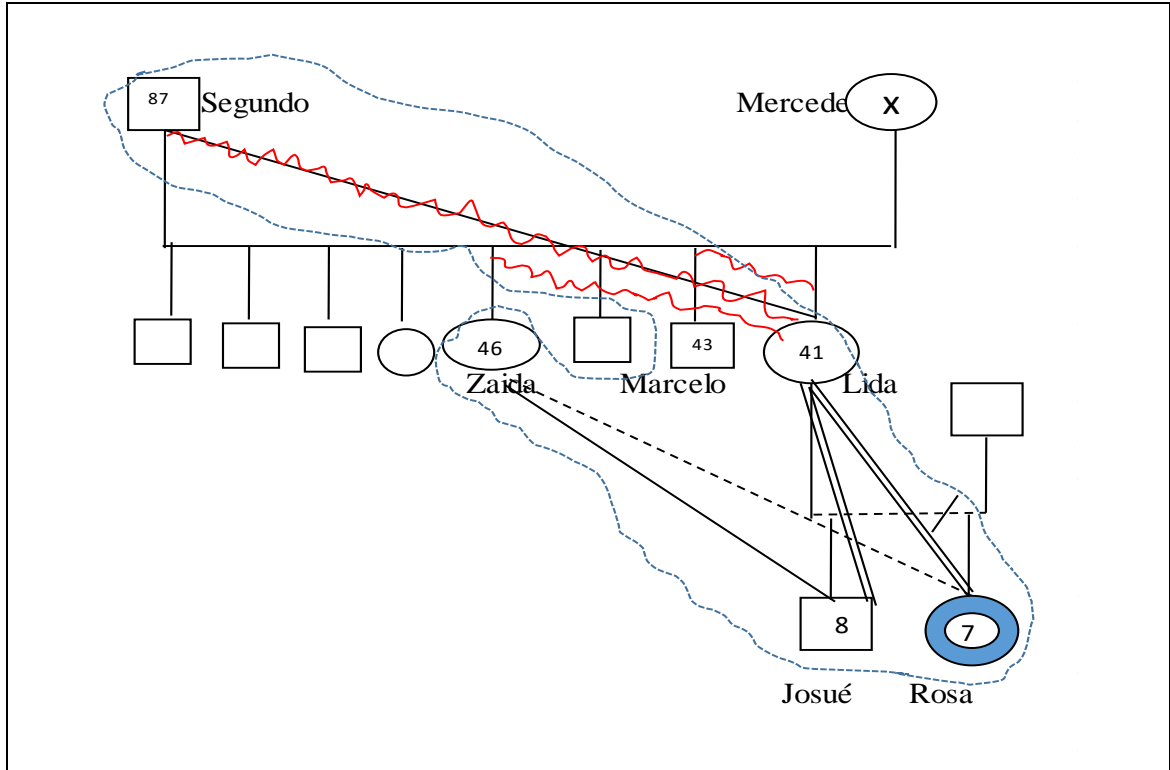 87 Segundo Mercede X
46 43 41
Zaida Marcelo Lida
8 7
Josué Rosa